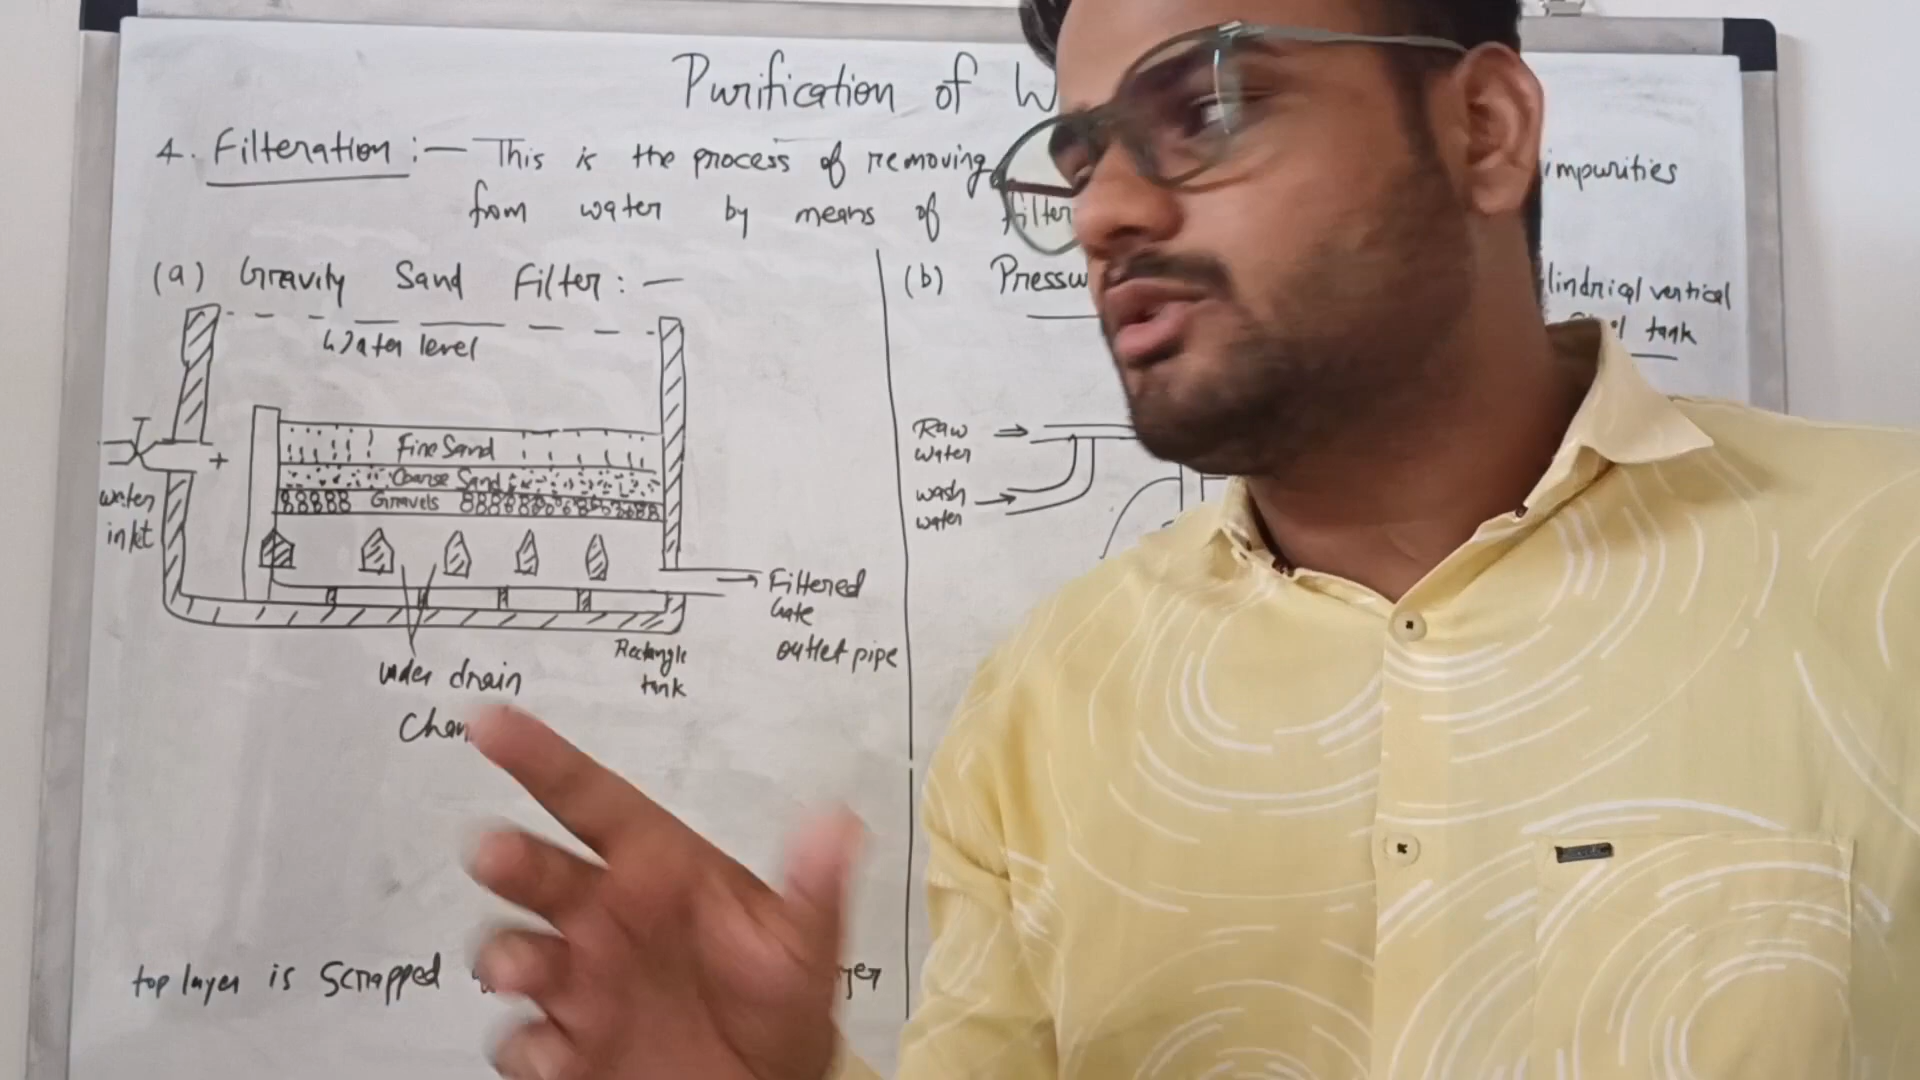 Purification of W
4. Filteration :— This is the process of removing impurities
from water by means of filter
(a) Gravity Sand Filter : —
Water level
Fine Sand
Coarse Sand
Gravels
water
inlet
Filtered
Wate
outlet pipe
Rectangle
tank
under drain
Cham
top layer is Scrapped
(b) Pressu lindrical vertical
tank
Raw
water
wash
water